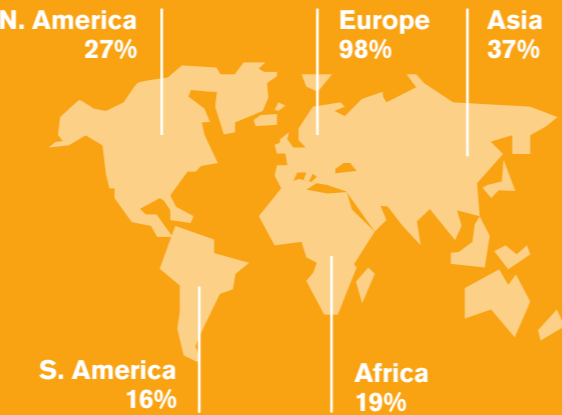 N. America
27%
Europe
98%
Asia
37%
S. America
16%
Africa
19%